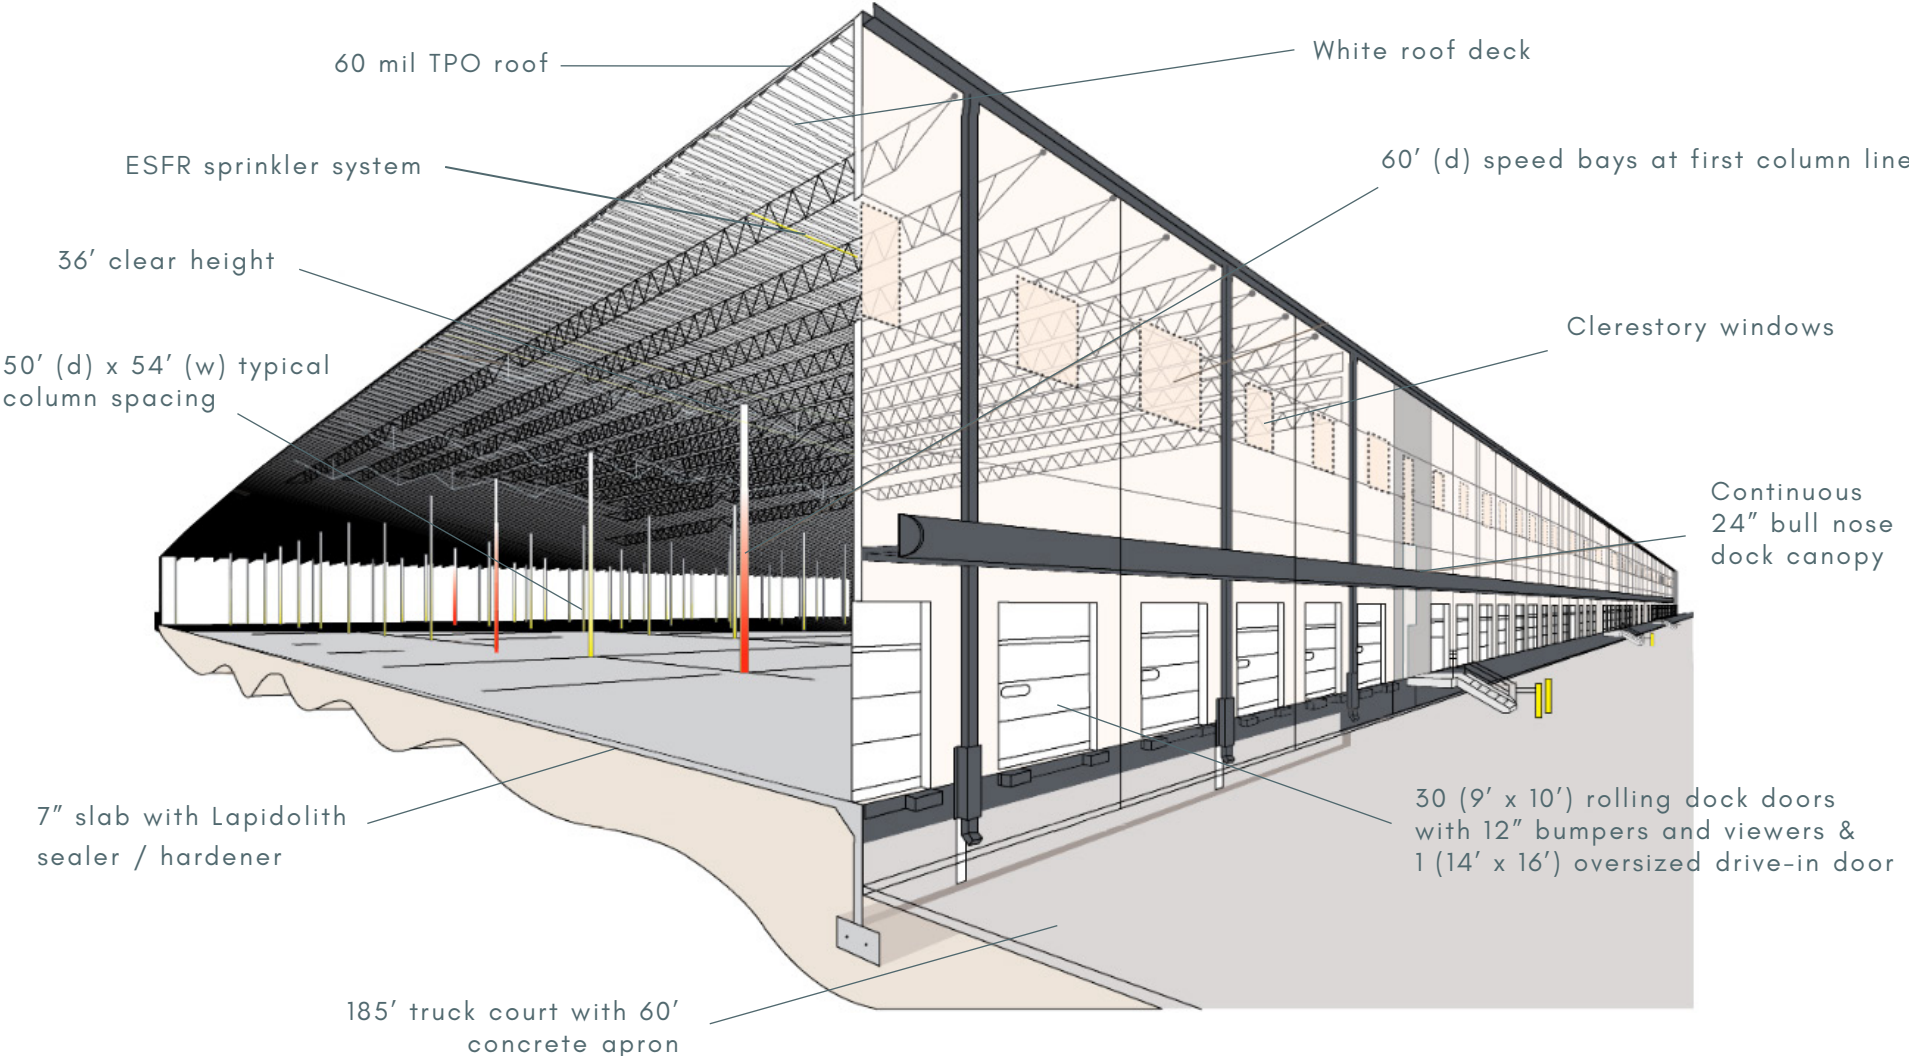 60 mil TPO roof
White roof deck
ESFR sprinkler system
60' (d) speed bays at first column line
36' clear height
Clerestory windows
50' (d) x 54' (w) typical
column spacing
Continuous
24" bull nose
dock canopy
7" slab with Lapidolith
sealer / hardener
30 (9' x 10') rolling dock doors
with 12" bumpers and viewers &
1 (14' x 16') oversized drive-in door
185' truck court with 60'
concrete apron